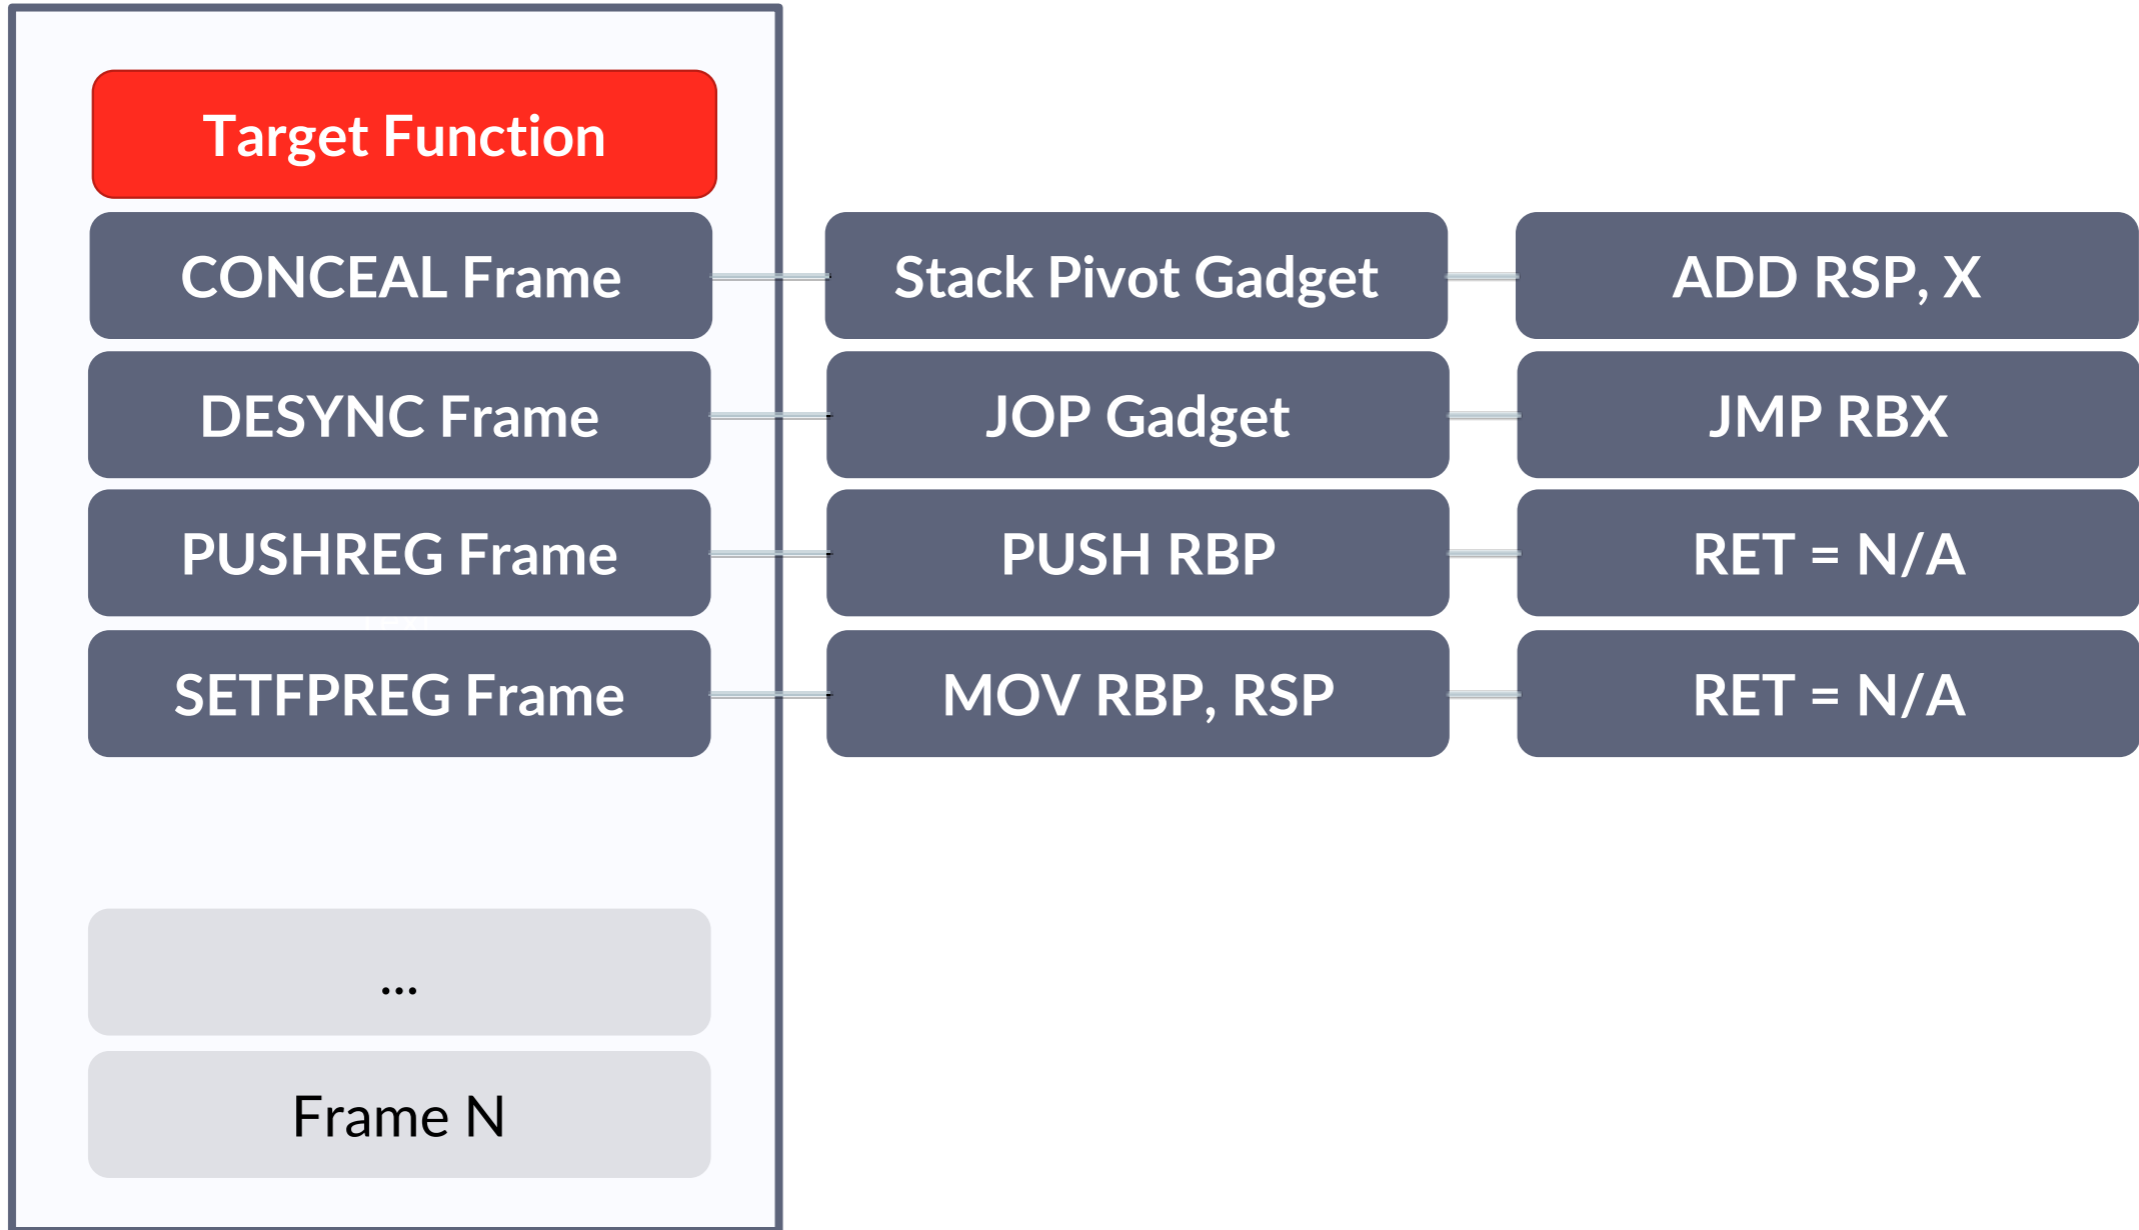 Target Function
CONCEAL Frame Stack Pivot Gadget ADD RSP, X
DESYNC Frame JOP Gadget JMP RBX
PUSHREG Frame PUSH RBP RET = N/A
SETFPREG Frame MOV RBP, RSP RET = N/A
...
Frame N